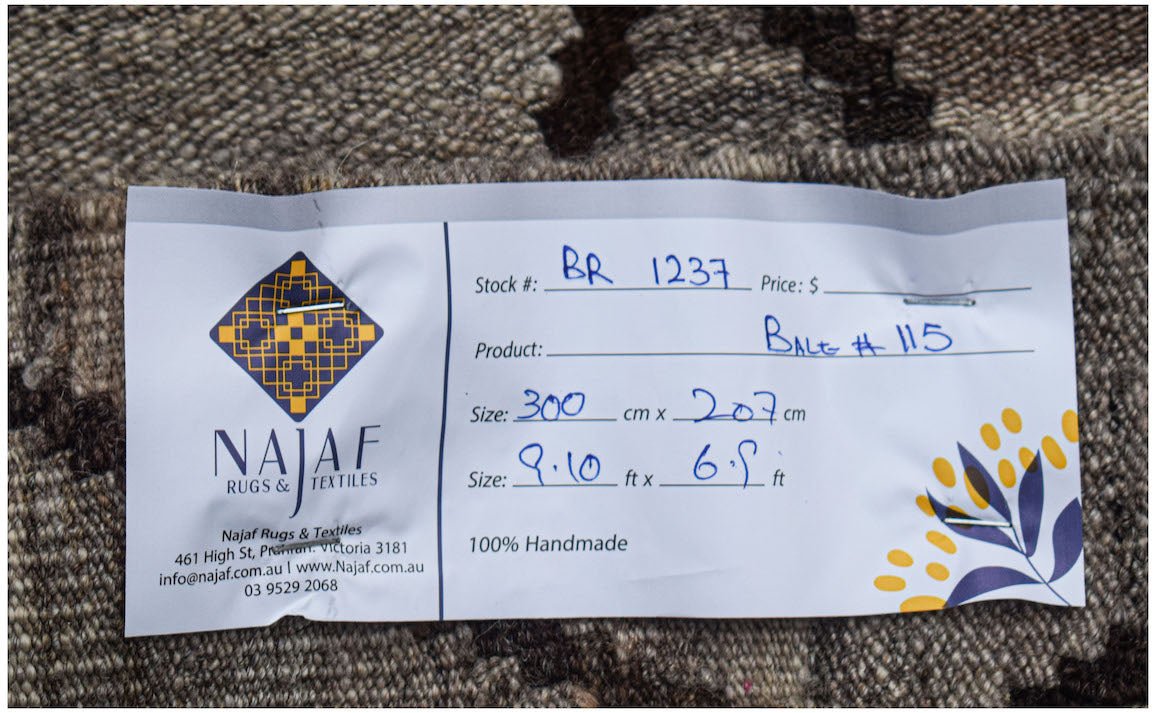 NAJAF
RUGS & TEXTILES
Najaf Rugs & Textiles
461 High St, Prahran. Victoria 3181
info@najaf.com.au | www.Najaf.com.au
03 9529 2068
Stock #: BR 1237 Price: $
Product: BALE # 115
Size: 300 cm x 207 cm
Size: 9.10 ft x 6.9 ft
100% Handmade